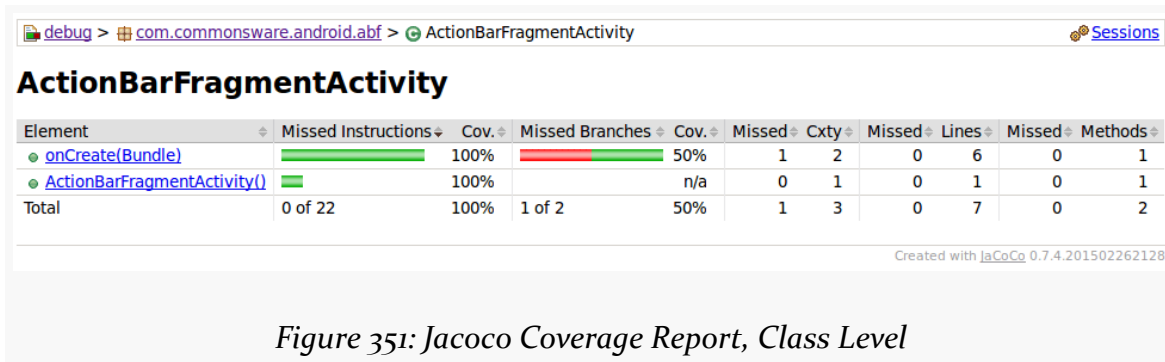 debug > com.commonsware.android.abf > ActionBarFragmentActivity Sessions
ActionBarFragmentActivity
Element Missed Instructions Cov. Missed Branches Cov. Missed Cxty Missed Lines Missed Methods
onCreate(Bundle) 100% 50% 1 2 0 6 0 1
ActionBarFragmentActivity() 100% n/a 0 1 0 1 0 1
Total 0 of 22 100% 1 of 2 50% 1 3 0 7 0 2
Created with JaCoCo 0.7.4.201502262128
Figure 351: Jacoco Coverage Report, Class Level